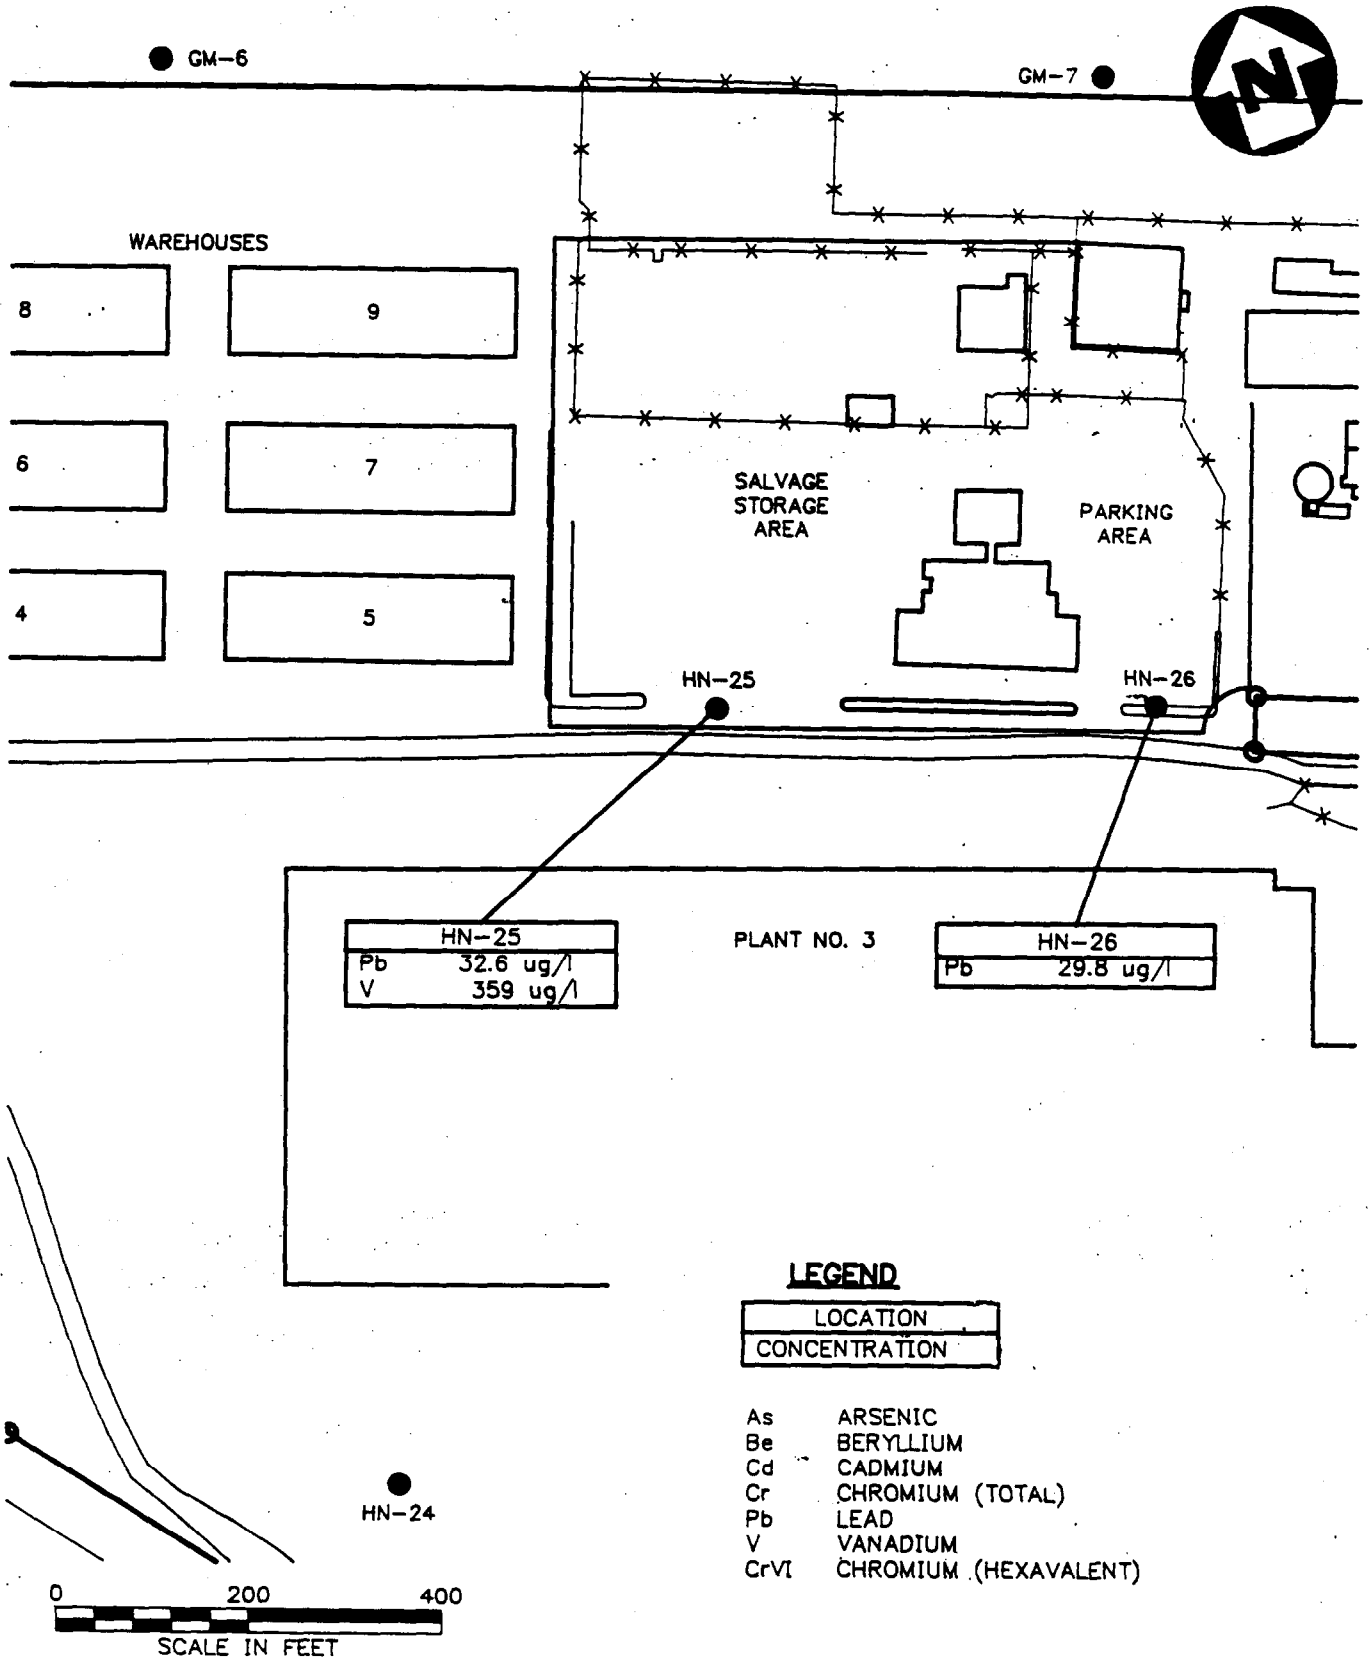 GM-6
GM-7
N
WAREHOUSES
8
9
6
7
SALVAGE
STORAGE
AREA
PARKING
AREA
4
5
HN-25
HN-26
HN-25
Pb 32.6 ug/l
V 359 ug/l
PLANT NO. 3
HN-26
Pb 29.8 ug/l
LEGEND
LOCATION
CONCENTRATION
As ARSENIC
Be BERYLLIUM
Cd CADMIUM
Cr CHROMIUM (TOTAL)
Pb LEAD
V VANADIUM
CrVI CHROMIUM (HEXAVALENT)
HN-24
0 200 400
SCALE IN FEET